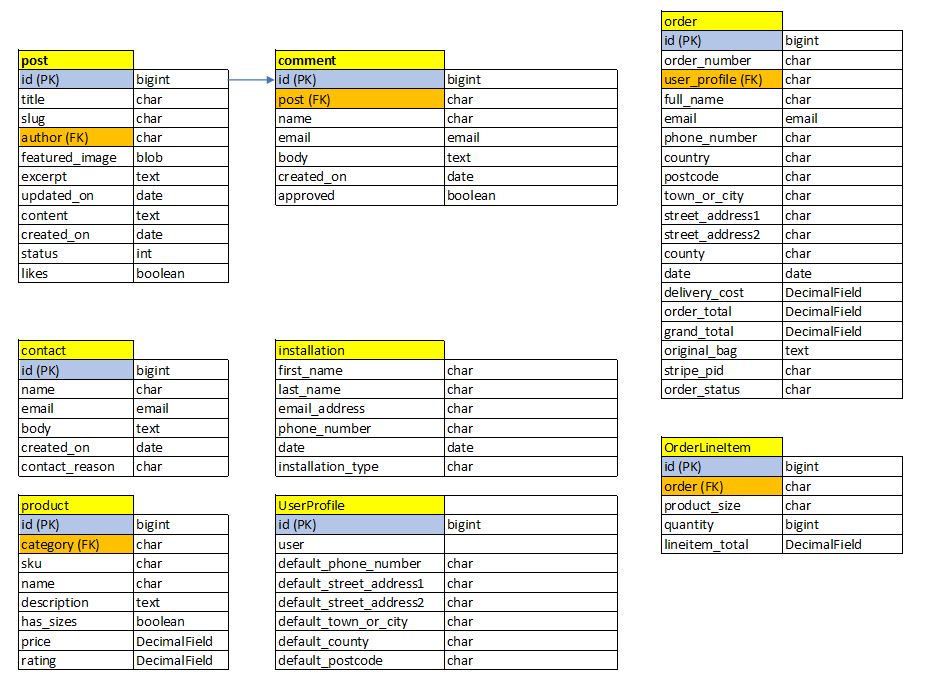 post
id (PK) bigint
title char
slug char
author (FK) char
featured_image blob
excerpt text
updated_on date
content text
created_on date
status int
likes boolean
comment
id (PK) bigint
post (FK) char
name char
email email
body text
created_on date
approved boolean
order
id (PK) bigint
order_number char
user_profile (FK) char
full_name char
email email
phone_number char
country char
postcode char
town_or_city char
street_address1 char
street_address2 char
county char
date date
delivery_cost DecimalField
order_total DecimalField
grand_total DecimalField
original_bag text
stripe_pid char
order_status char
contact
id (PK) bigint
name char
email email
body text
created_on date
contact_reason char
installation
first_name char
last_name char
email_address char
phone_number char
date date
installation_type char
OrderLineItem
id (PK) bigint
order (FK) char
product_size char
quantity bigint
lineitem_total DecimalField
product
id (PK) bigint
category (FK) char
sku char
name char
description text
has_sizes boolean
price DecimalField
rating DecimalField
UserProfile
id (PK) bigint
user
default_phone_number char
default_street_address1 char
default_street_address2 char
default_town_or_city char
default_county char
default_postcode char